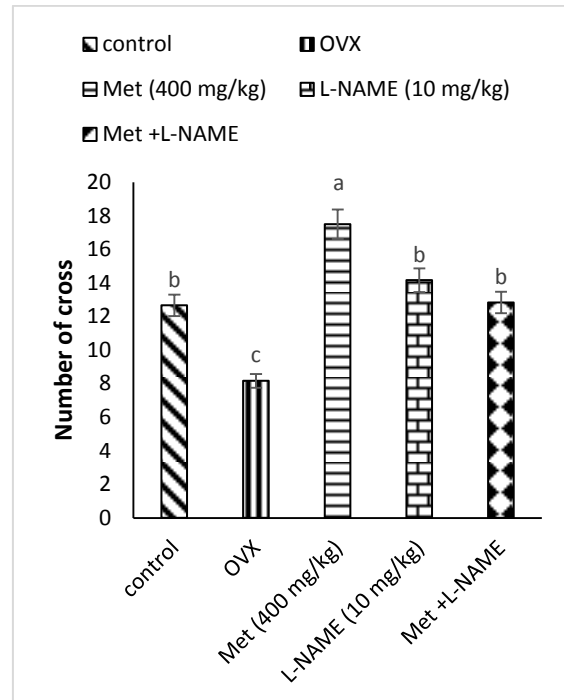 control OVX
Met (400 mg/kg) L-NAME (10 mg/kg)
Met +L-NAME
Number of cross
20
18
16
14
12
10
8
6
4
2
0
b
c
a
b
b
control
OVX
Met (400 mg/kg)
L-NAME (10 mg/kg)
Met +L-NAME